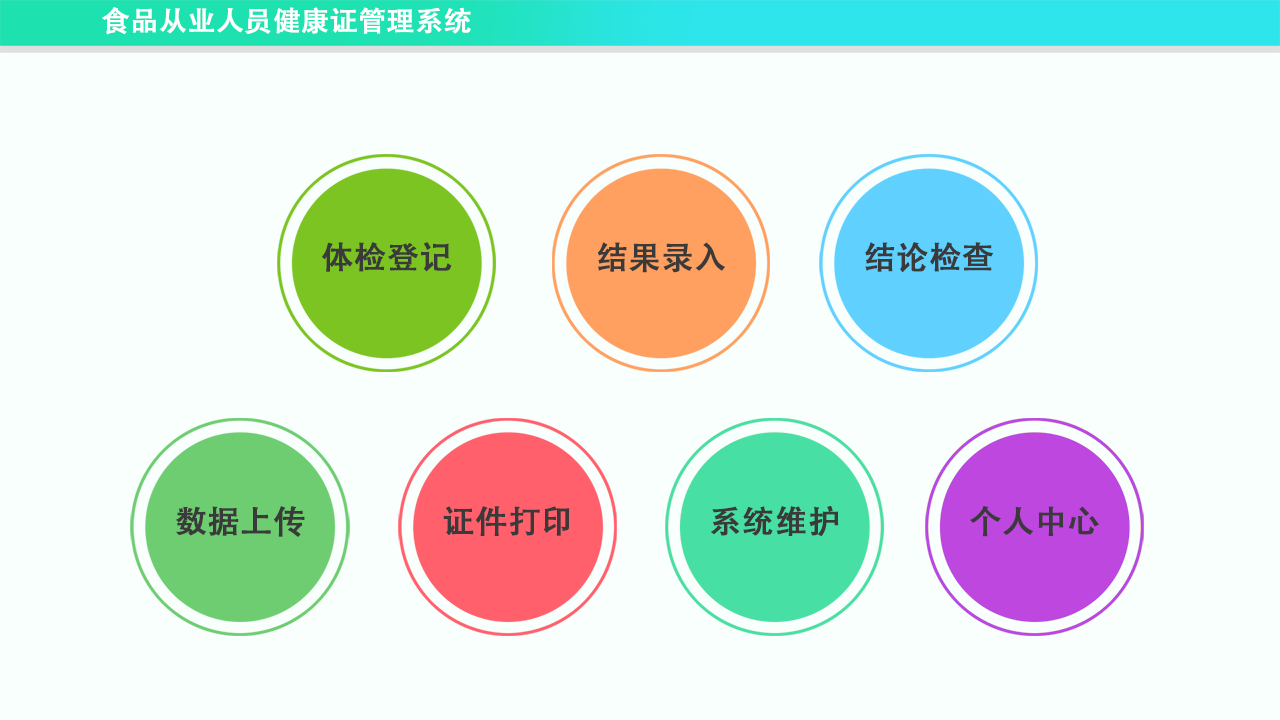 食品从业人员健康证管理系统
体检登记
结果录入
结论检查
数据上传
证件打印
系统维护
个人中心